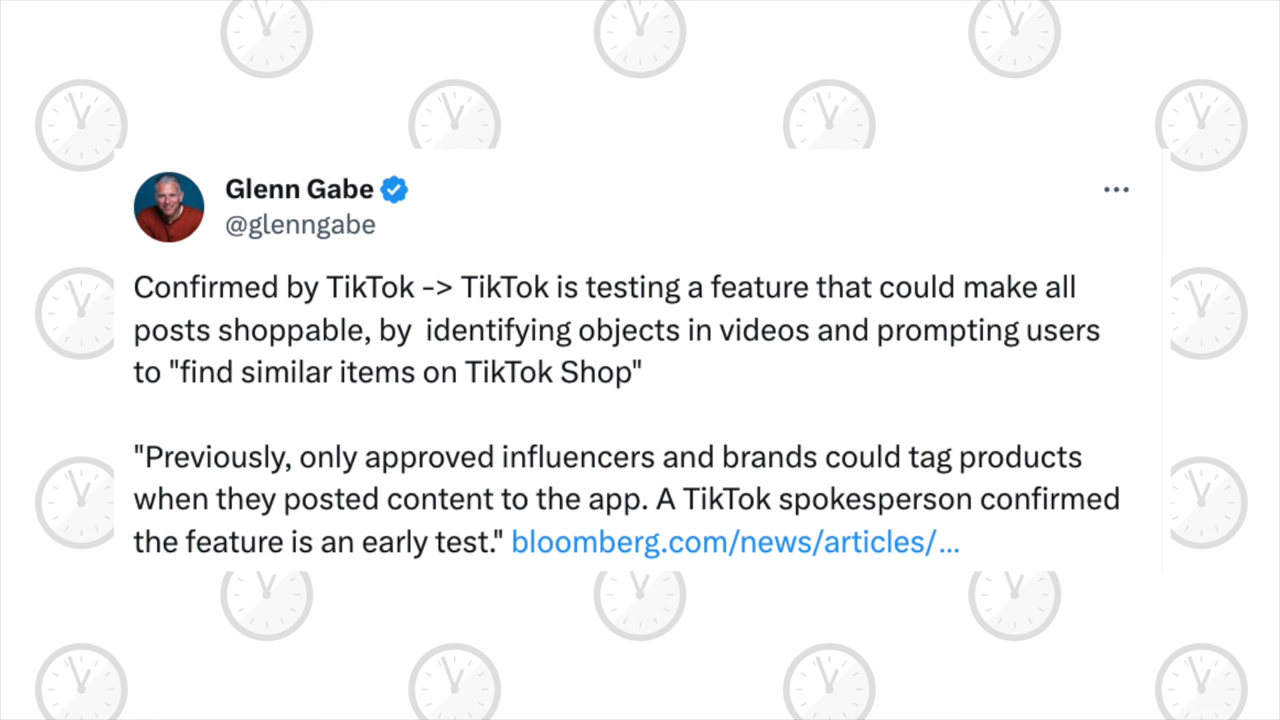 Glenn Gabe
@glenngabe
Confirmed by TikTok -> TikTok is testing a feature that could make all
posts shoppable, by  identifying objects in videos and prompting users
to "find similar items on TikTok Shop"
"Previously, only approved influencers and brands could tag products
when they posted content to the app. A TikTok spokesperson confirmed
the feature is an early test." bloomberg.com/news/articles/...